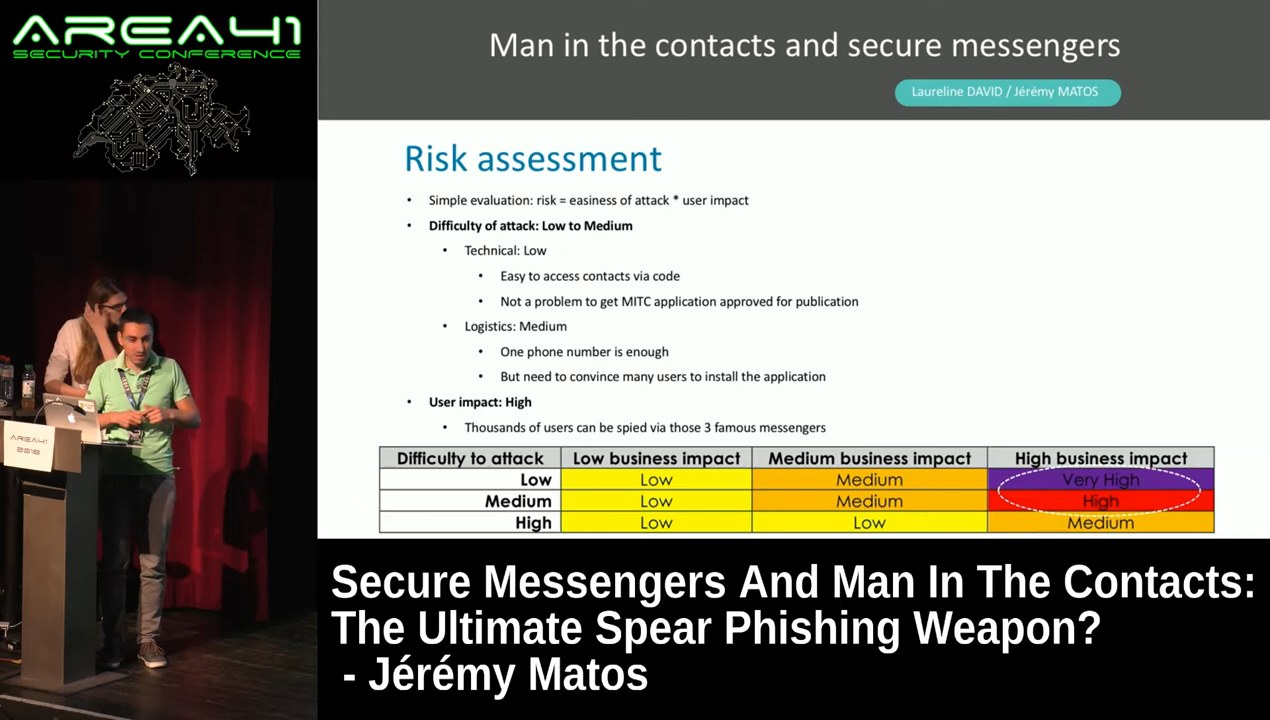 AREA41
SECURITY CONFERENCE
Man in the contacts and secure messengers
Laureline DAVID / Jérémy MATOS
Risk assessment
• Simple evaluation: risk = easiness of attack * user impact
• Difficulty of attack: Low to Medium
• Technical: Low
• Easy to access contacts via code
• Not a problem to get MITC application approved for publication
• Logistics: Medium
• One phone number is enough
• But need to convince many users to install the application
• User impact: High
• Thousands of users can be spied via those 3 famous messengers
Difficulty to attack Low business impact Medium business impact High business impact
Low Low Medium Very High
Medium Low Medium High
High Low Low Medium
AREA41
2018
Secure Messengers And Man In The Contacts:
The Ultimate Spear Phishing Weapon?
- Jérémy Matos